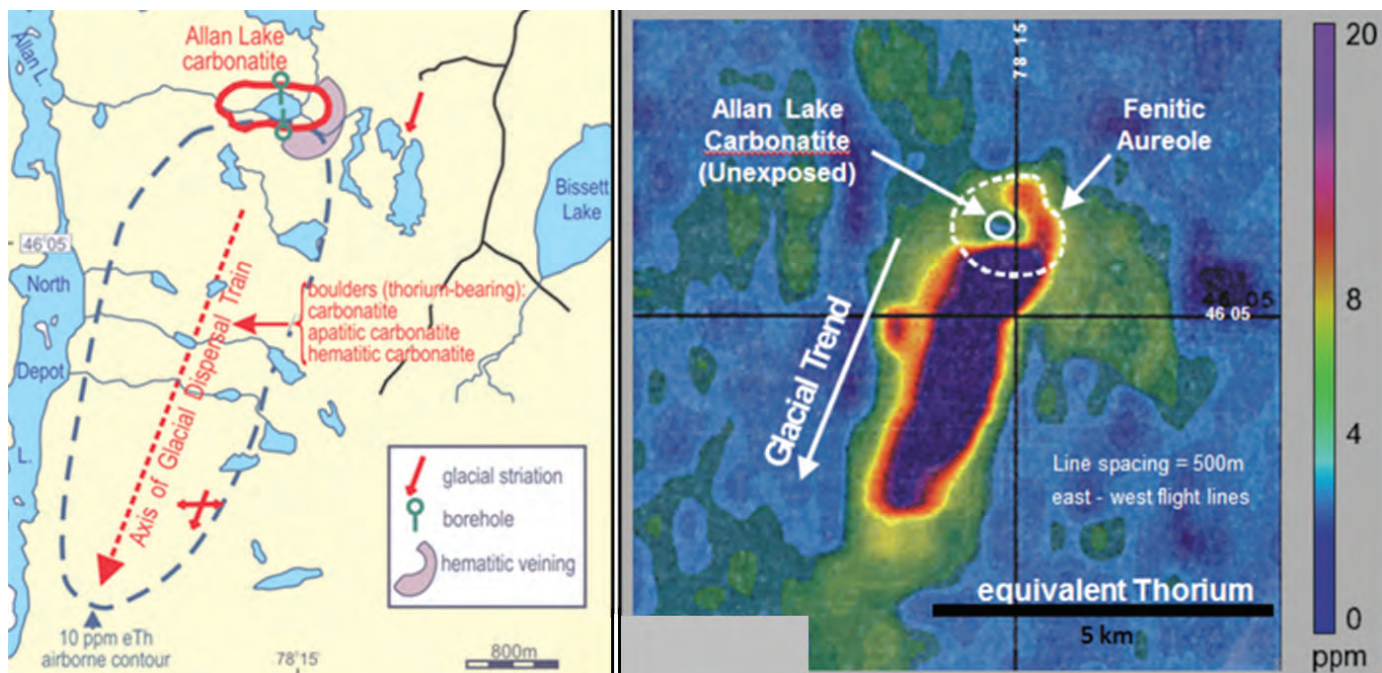 Allan L.
Allan Lake
carbonatite
Bissett
Lake
46°05'
North
Depot
L.
Axis of Glacial Dispersal Train
boulders (thorium-bearing):
carbonatite
apatitic carbonatite
hematitic carbonatite
glacial striation
borehole
hematitic veining
10 ppm eTh
airborne contour
78°15'
800m
78 15
Allan Lake
Carbonatite
(Unexposed)
Fenitic
Aureole
46 05
46 05
Glacial Trend
Line spacing = 500m
east - west flight lines
equivalent Thorium
5 km
20
8
4
0
ppm